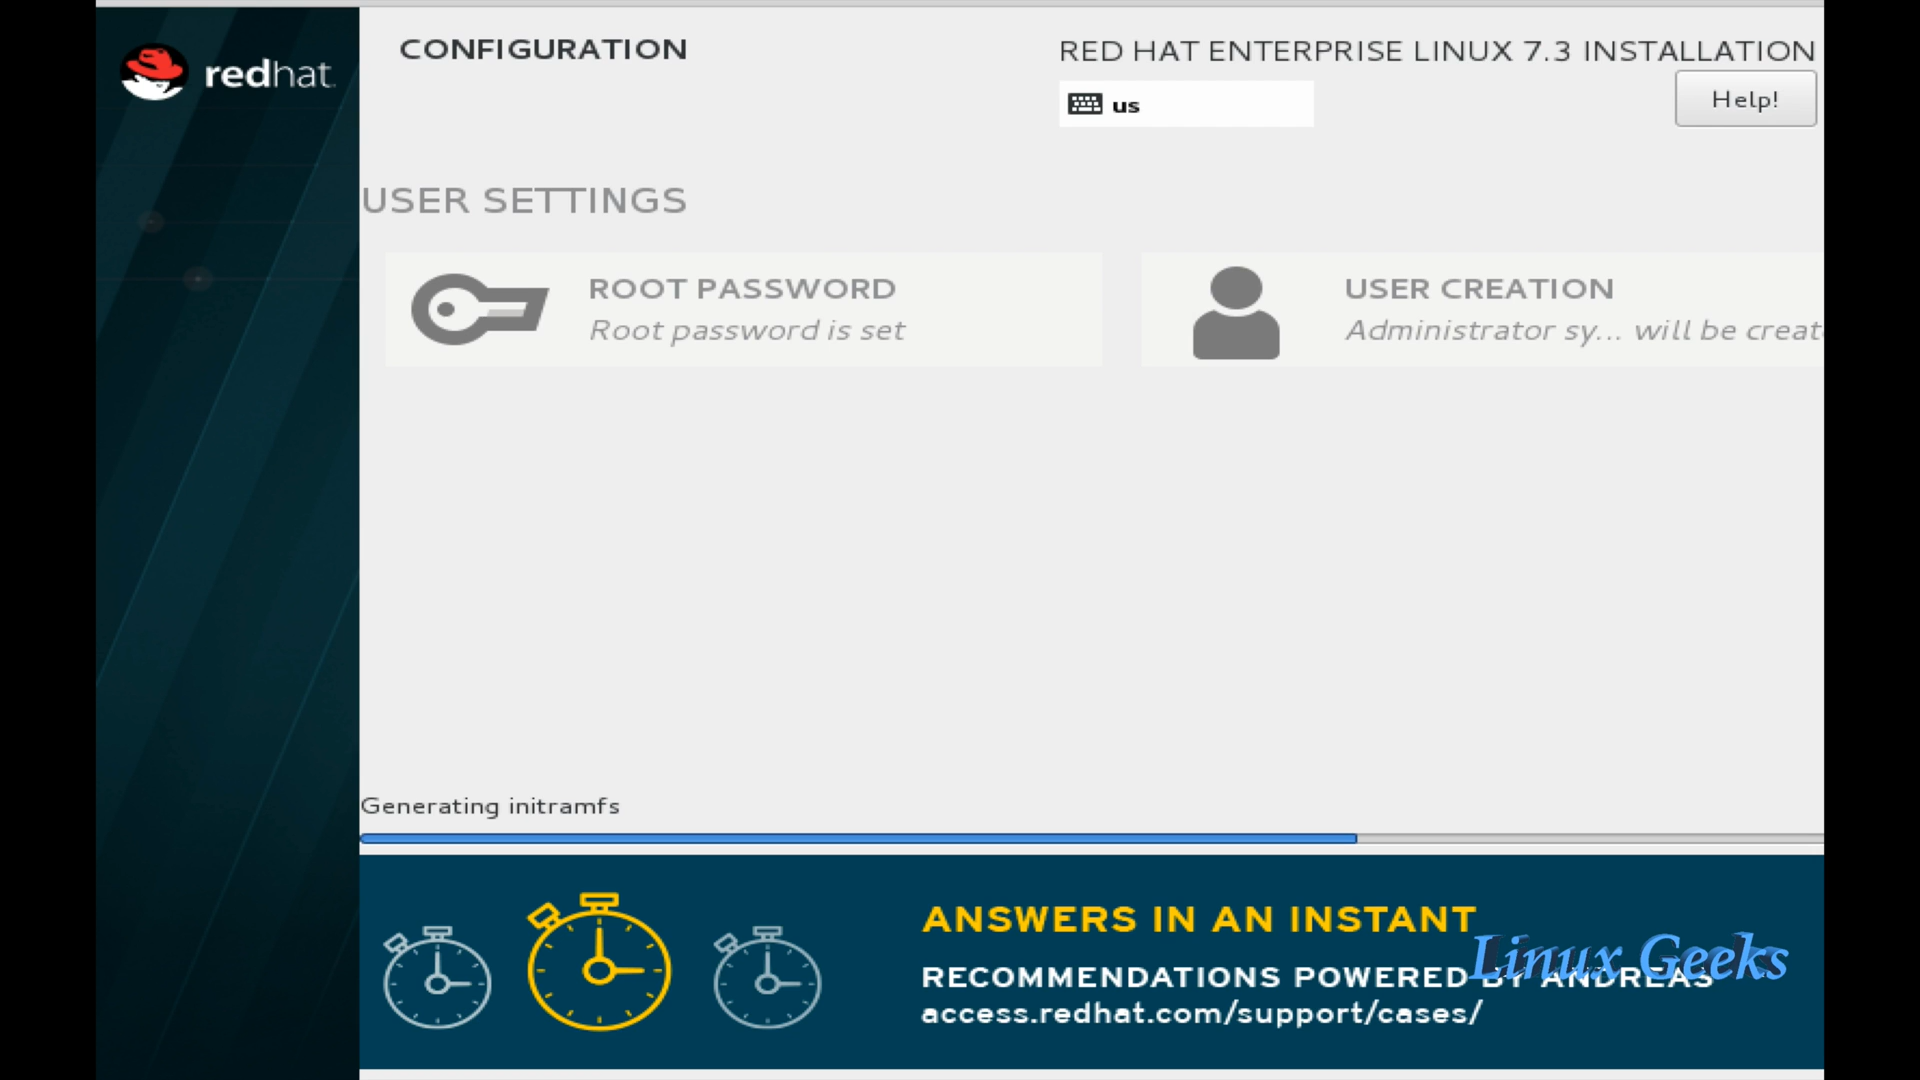 redhat.
CONFIGURATION
RED HAT ENTERPRISE LINUX 7.3 INSTALLATION
us
Help!
USER SETTINGS
ROOT PASSWORD
Root password is set
USER CREATION
Administrator sy... will be creat
Generating initramfs
ANSWERS IN AN INSTANT
RECOMMENDATIONS POWERED BY ANDREAS
access.redhat.com/support/cases/
Linux Geeks